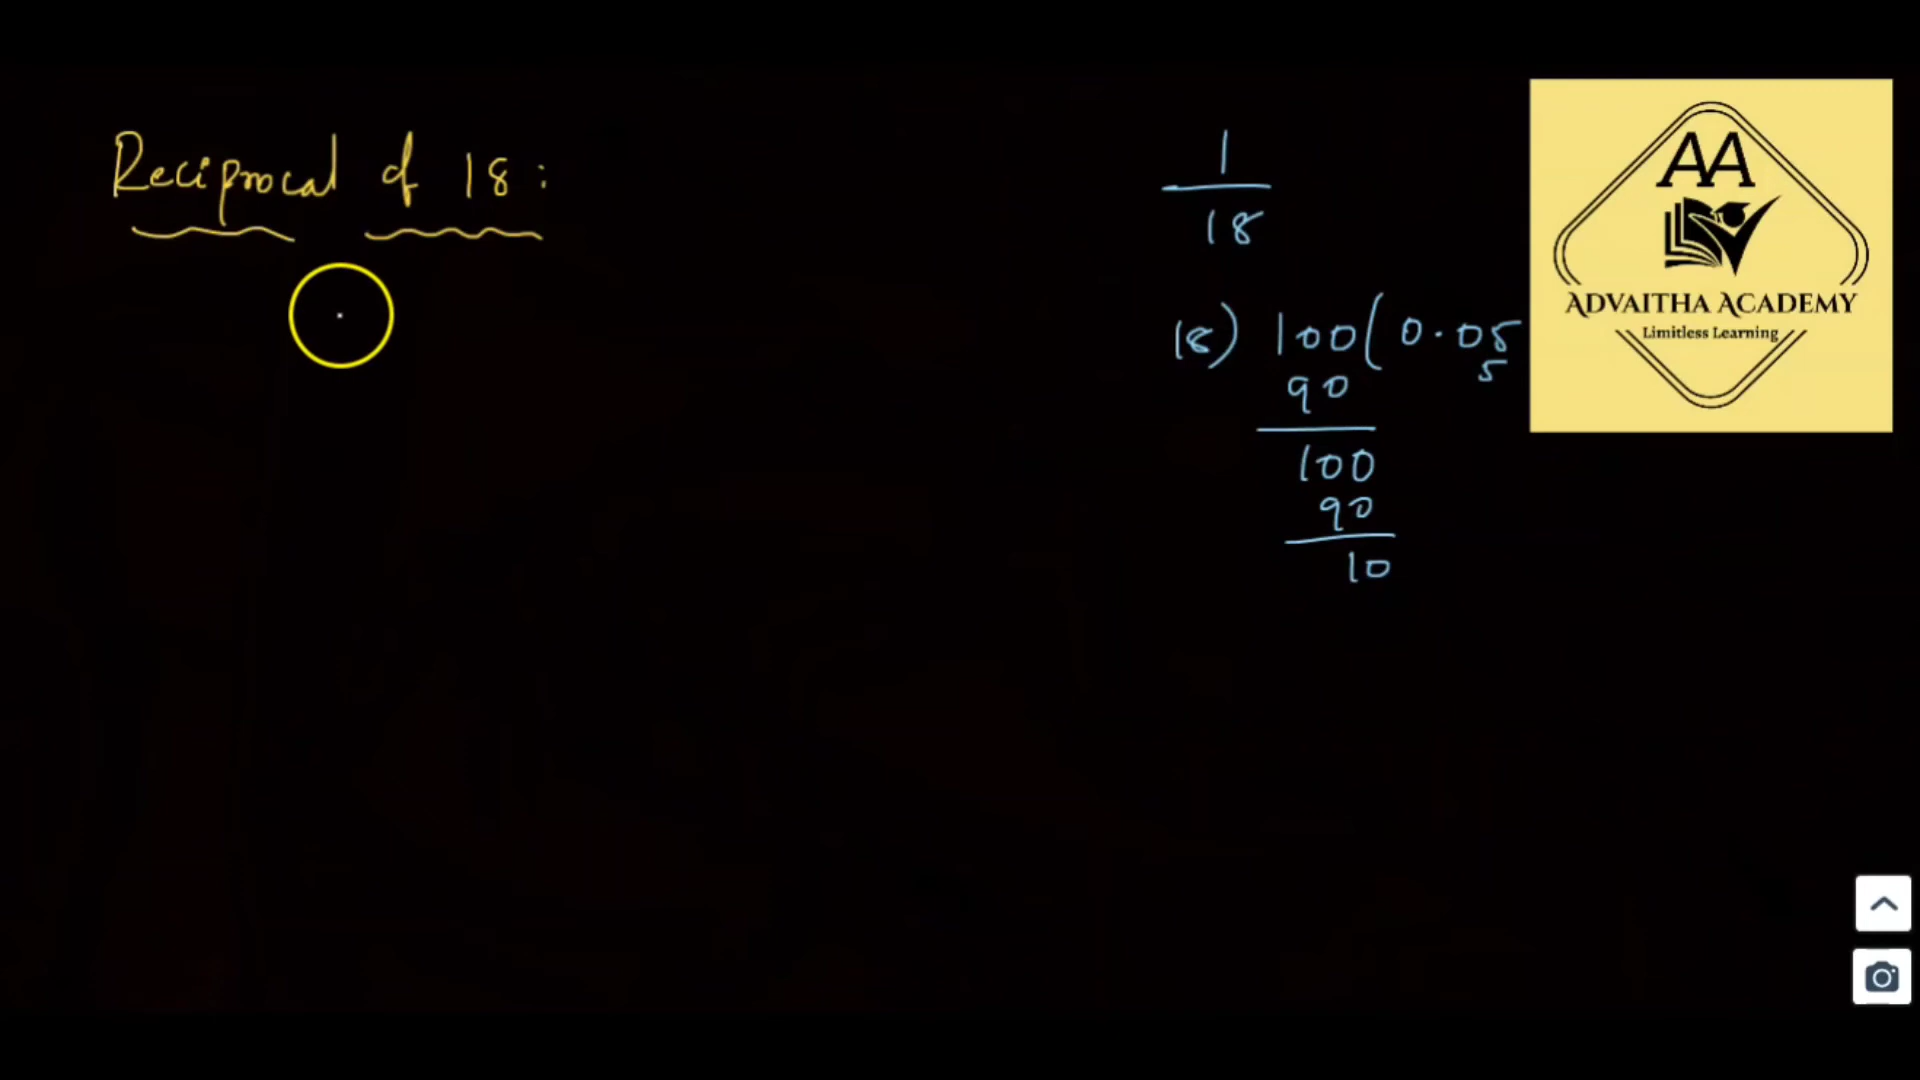 Reciprocal of 18:
1
18
18) 100 ( 0.05
5
90
100
90
10
AA
ADVAITHA ACADEMY
Limitless Learning